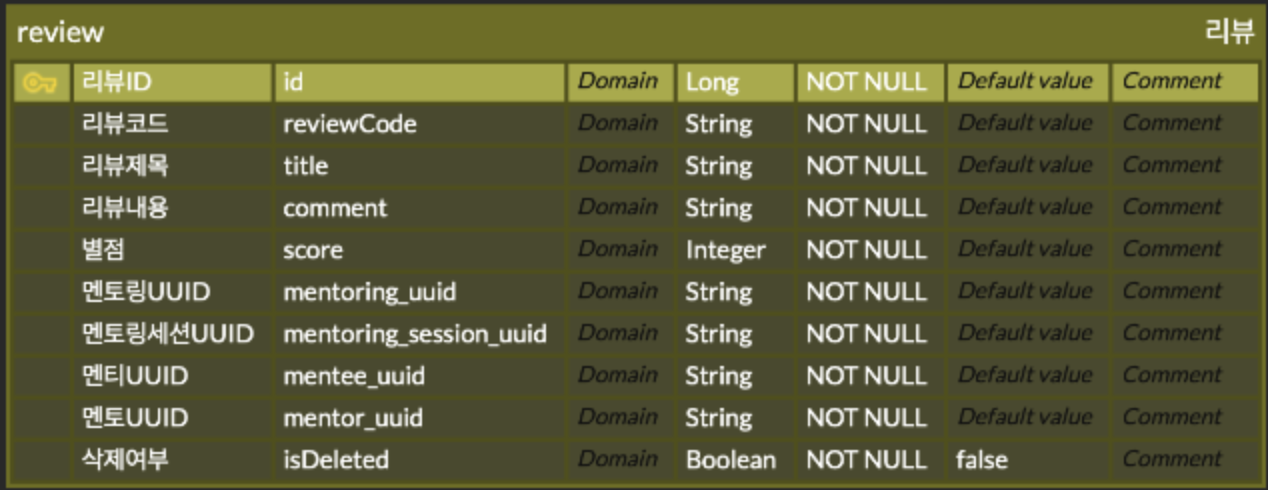 review 리뷰
리뷰ID id Domain Long NOT NULL Default value Comment
리뷰코드 reviewCode Domain String NOT NULL Default value Comment
리뷰제목 title Domain String NOT NULL Default value Comment
리뷰내용 comment Domain String NOT NULL Default value Comment
별점 score Domain Integer NOT NULL Default value Comment
멘토링UUID mentoring_uuid Domain String NOT NULL Default value Comment
멘토링세션UUID mentoring_session_uuid Domain String NOT NULL Default value Comment
멘티UUID mentee_uuid Domain String NOT NULL Default value Comment
멘토UUID mentor_uuid Domain String NOT NULL Default value Comment
삭제여부 isDeleted Domain Boolean NOT NULL false Comment